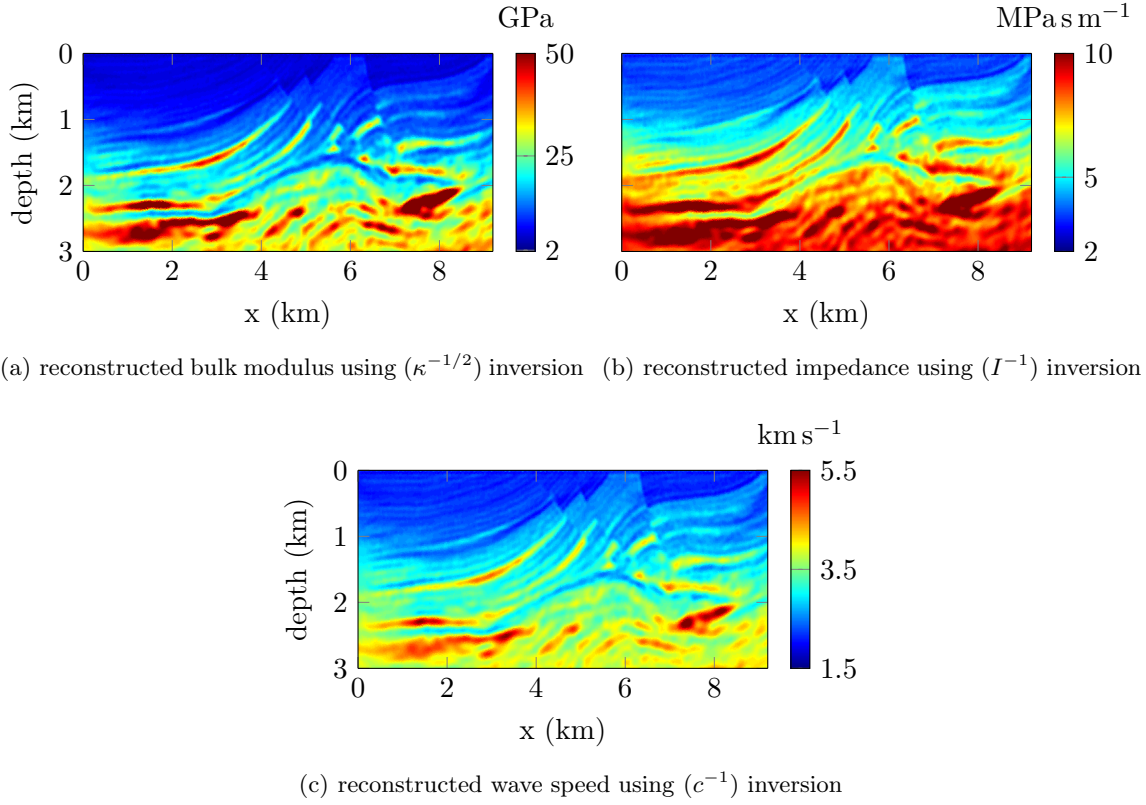 GPa
MPa s m⁻¹
0
1
2
3
depth (km)
0 2 4 6 8
x (km)
50
25
2
0 2 4 6 8
x (km)
10
5
2
(a) reconstructed bulk modulus using (κ⁻¹/²) inversion
(b) reconstructed impedance using (I⁻¹) inversion
km s⁻¹
0
1
2
3
depth (km)
0 2 4 6 8
x (km)
5.5
3.5
1.5
(c) reconstructed wave speed using (c⁻¹) inversion